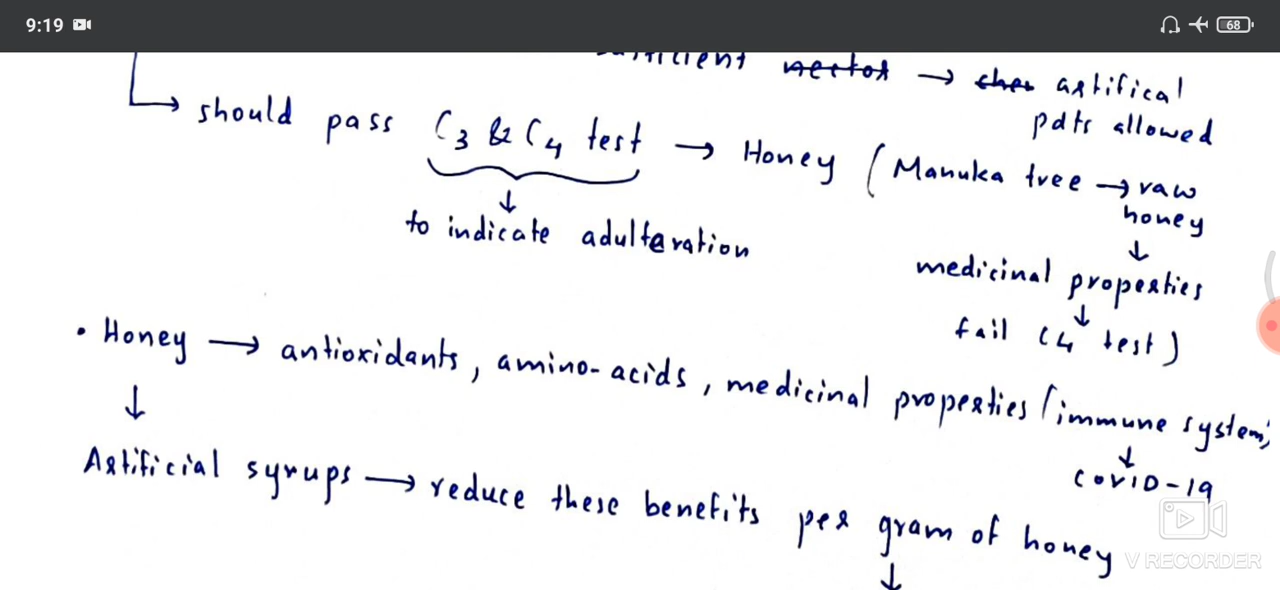 9:19
68
nectar → artifical
pdts allowed
should pass C3 & C4 test → Honey (Manuka tree → raw
honey
to indicate adulteration
medicinal properties
fail C4 test)
• Honey → antioxidants, amino-acids, medicinal properties (immune system,
COVID-19
Artificial syrups → reduce these benefits per gram of honey
V RECORDER